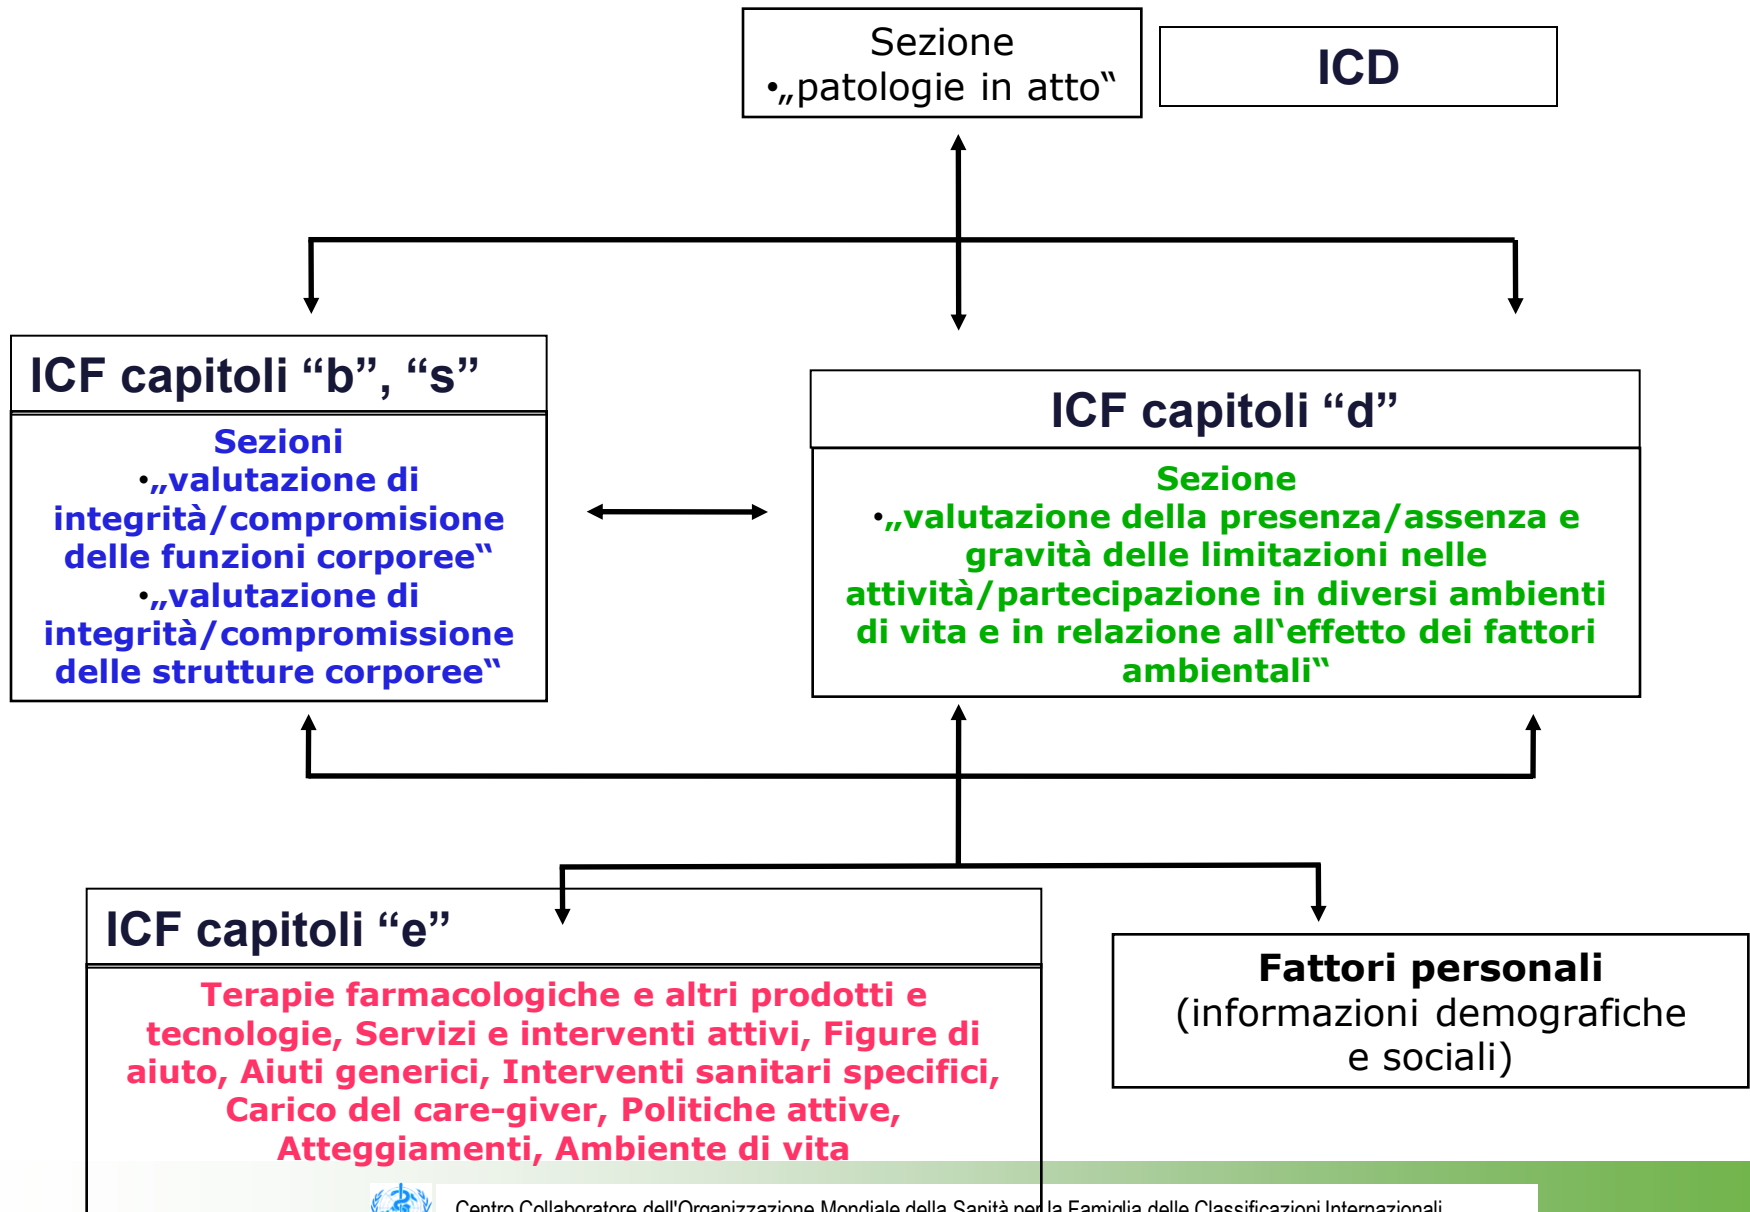 Sezione
•„patologie in atto“
ICD
ICF capitoli “b”, “s”
Sezioni
•„valutazione di
integrità/compromisione
delle funzioni corporee“
•„valutazione di
integrità/compromissione
delle strutture corporee“
ICF capitoli “d”
Sezione
•„valutazione della presenza/assenza e
gravità delle limitazioni nelle
attività/partecipazione in diversi ambienti
di vita e in relazione all‘effetto dei fattori
ambientali“
ICF capitoli “e”
Terapie farmacologiche e altri prodotti e
tecnologie, Servizi e interventi attivi, Figure di
aiuto, Aiuti generici, Interventi sanitari specifici,
Carico del care-giver, Politiche attive,
Atteggiamenti, Ambiente di vita
Fattori personali
(informazioni demografiche
e sociali)
Centro Collaboratore dell'Organizzazione Mondiale della Sanità per la Famiglia delle Classificazioni Internazionali